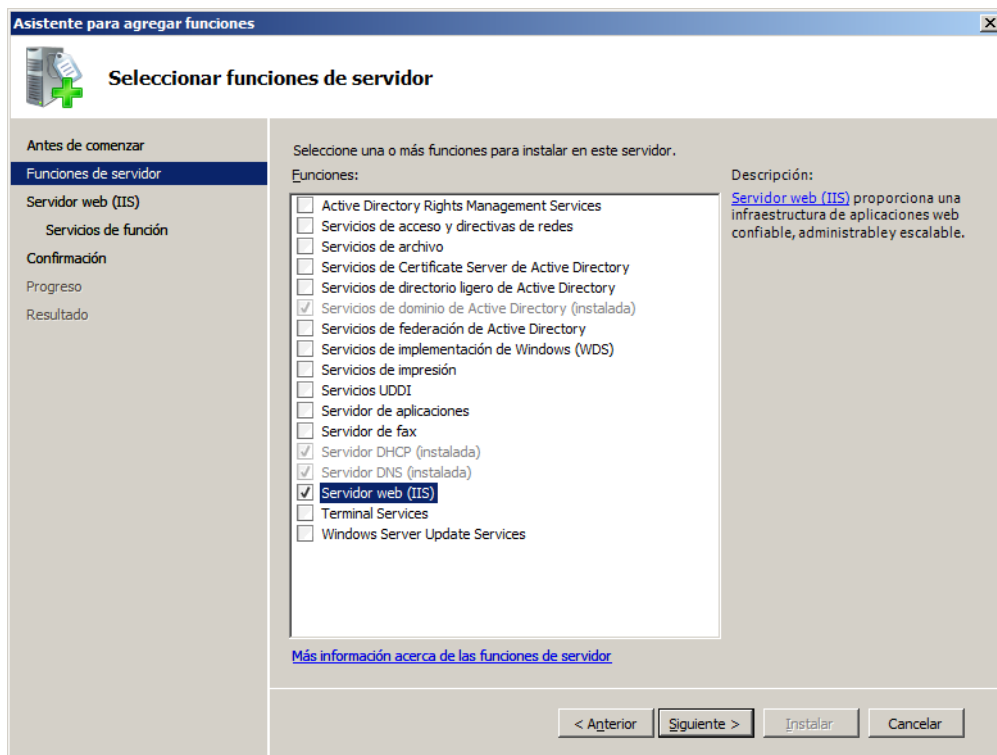 Asistente para agregar funciones
Seleccionar funciones de servidor
Antes de comenzar
Funciones de servidor
Servidor web (IIS)
Servicios de función
Confirmación
Progreso
Resultado
Seleccione una o más funciones para instalar en este servidor.
Funciones:
Active Directory Rights Management Services
Servicios de acceso y directivas de redes
Servicios de archivo
Servicios de Certificate Server de Active Directory
Servicios de directorio ligero de Active Directory
Servicios de dominio de Active Directory (instalada)
Servicios de federación de Active Directory
Servicios de implementación de Windows (WDS)
Servicios de impresión
Servicios UDDI
Servidor de aplicaciones
Servidor de fax
Servidor DHCP (instalada)
Servidor DNS (instalada)
Servidor web (IIS)
Terminal Services
Windows Server Update Services
Más información acerca de las funciones de servidor
Descripción:
Servidor web (IIS) proporciona una
infraestructura de aplicaciones web
confiable, administrable y escalable.
< Anterior
Siguiente >
Instalar
Cancelar